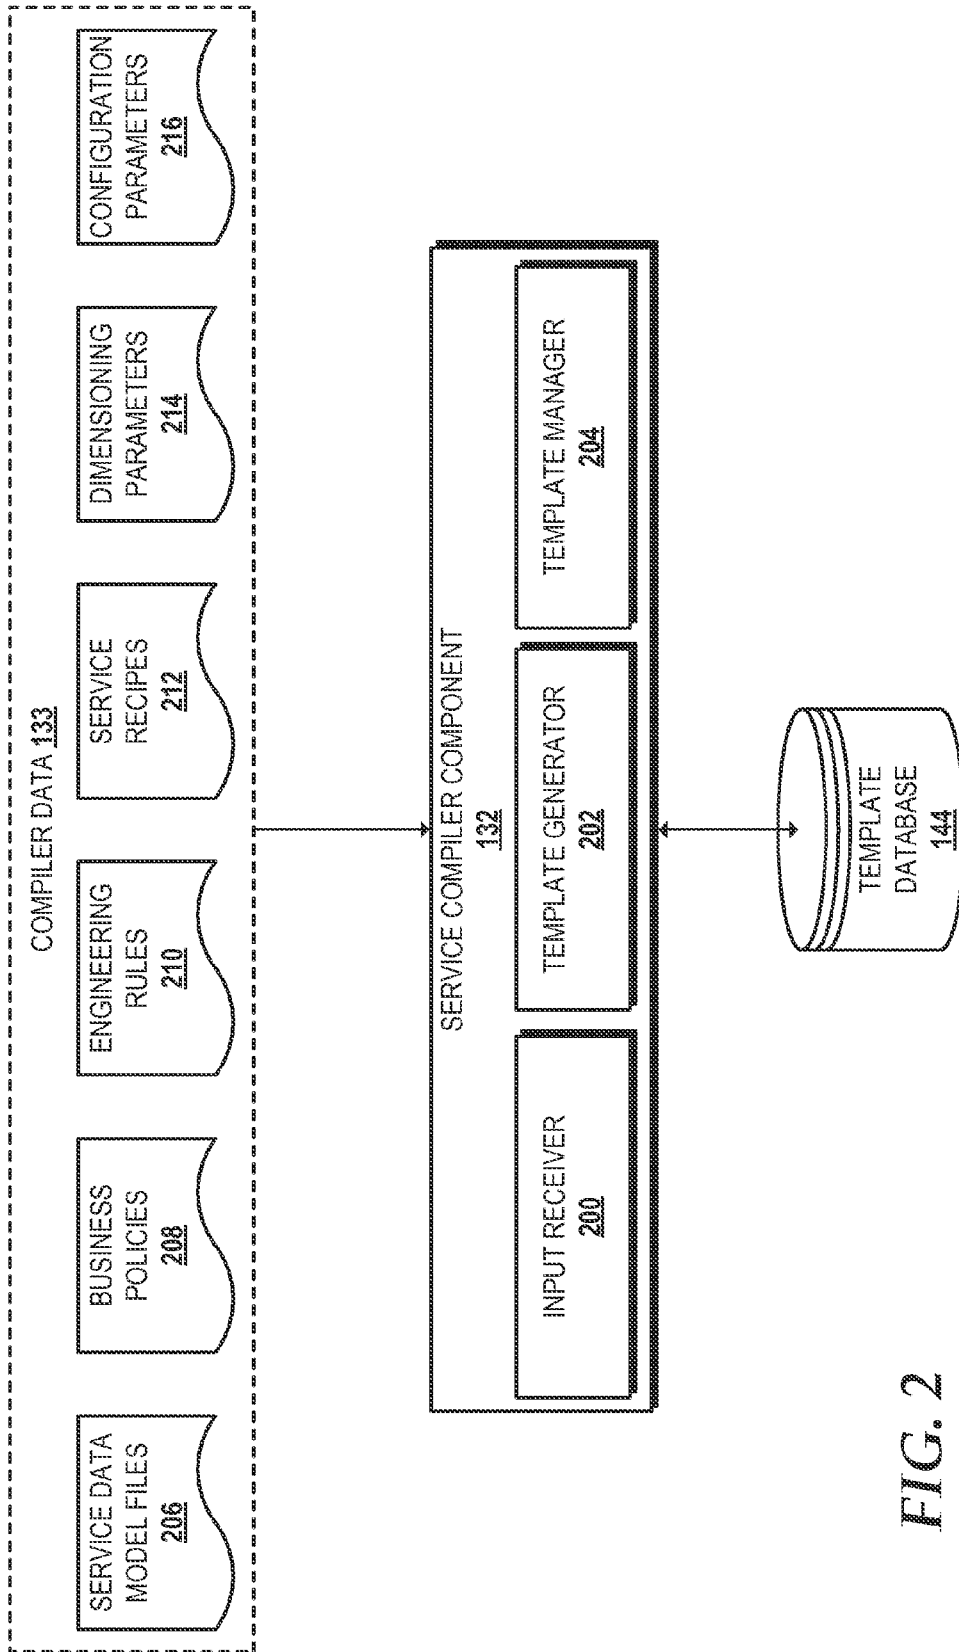 COMPILER DATA 133
SERVICE DATA
MODEL FILES
206
BUSINESS
POLICIES
208
ENGINEERING
RULES
210
SERVICE
RECIPES
212
DIMENSIONING
PARAMETERS
214
CONFIGURATION
PARAMETERS
216
SERVICE COMPILER COMPONENT
132
INPUT RECEIVER
200
TEMPLATE GENERATOR
202
TEMPLATE MANAGER
204
TEMPLATE
DATABASE
144
FIG. 2